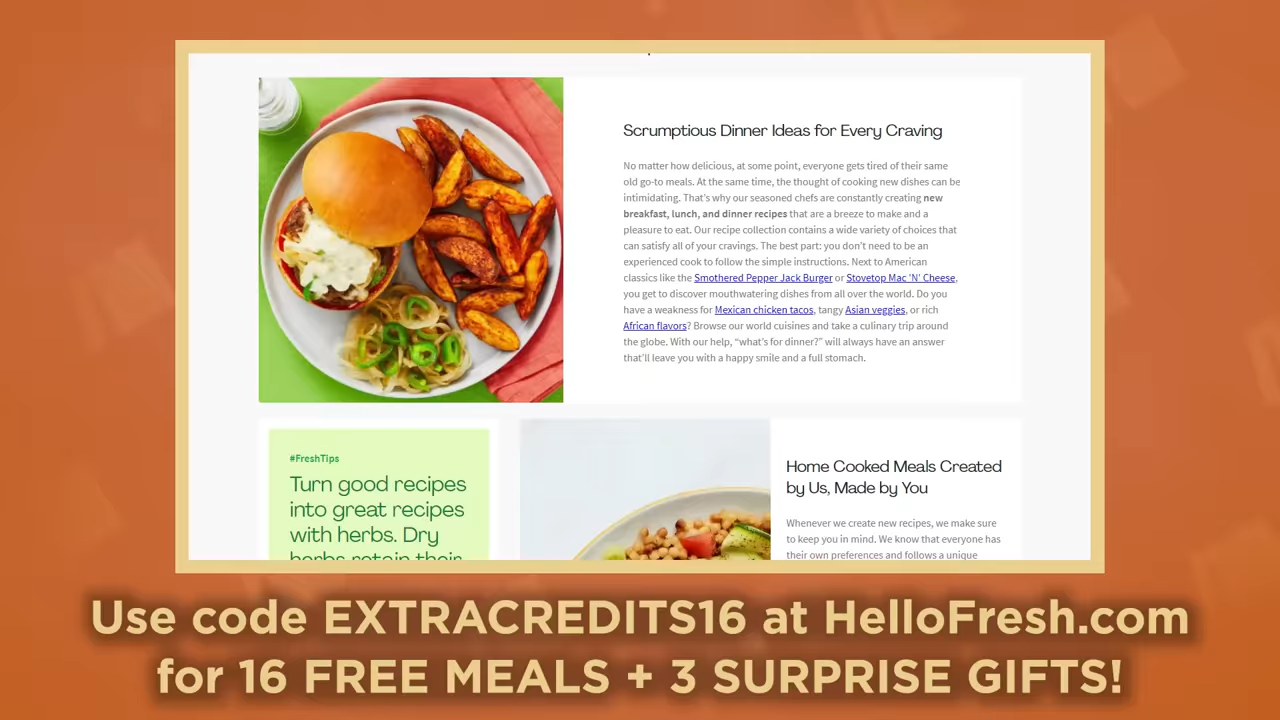 Scrumptious Dinner Ideas for Every Craving
No matter how delicious, at some point, everyone gets tired of their same
old go-to meals. At the same time, the thought of cooking new dishes can be
intimidating. That's why our seasoned chefs are constantly creating new
breakfast, lunch, and dinner recipes that are a breeze to make and a
pleasure to eat. Our recipe collection contains a wide variety of choices that
can satisfy all of your cravings. The best part: you don't need to be an
experienced cook to follow the simple instructions. Next to American
classics like the Smothered Pepper Jack Burger or Stovetop Mac 'N' Cheese,
you get to discover mouthwatering dishes from all over the world. Do you
have a weakness for Mexican chicken tacos, tangy Asian veggies, or rich
African flavors? Browse our world cuisines and take a culinary trip around
the globe. With our help, “what's for dinner?” will always have an answer
that'll leave you with a happy smile and a full stomach.
#FreshTips
Turn good recipes
into great recipes
with herbs. Dry
herbs retain their
Home Cooked Meals Created
by Us, Made by You
Whenever we create new recipes, we make sure
to keep you in mind. We know that everyone has
their own preferences and follows a unique
Use code EXTRACREDITS16 at HelloFresh.com
for 16 FREE MEALS + 3 SURPRISE GIFTS!